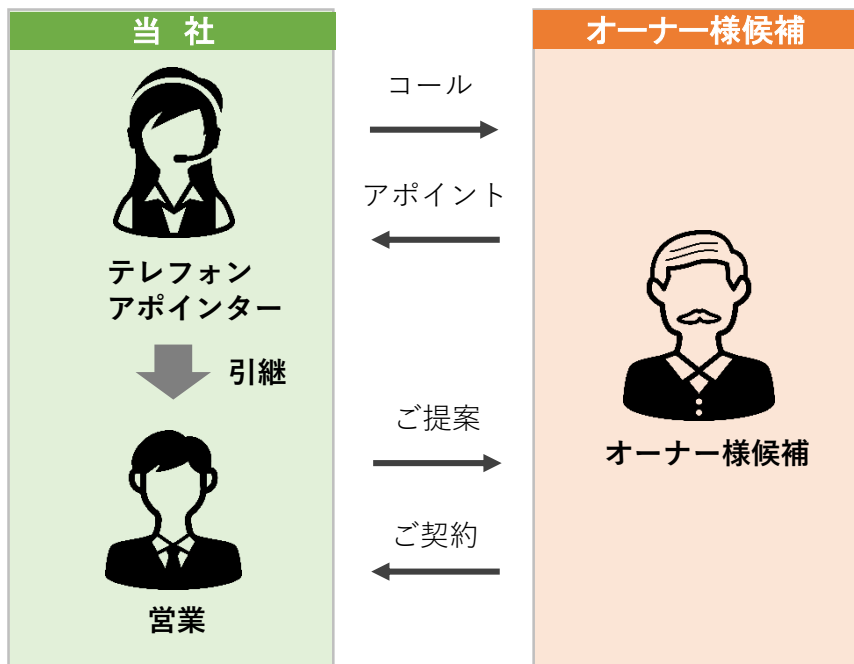 当 社
オーナー様候補
コール
アポイント
テレフォン
アポインター
引継
ご提案
オーナー様候補
ご契約
営業